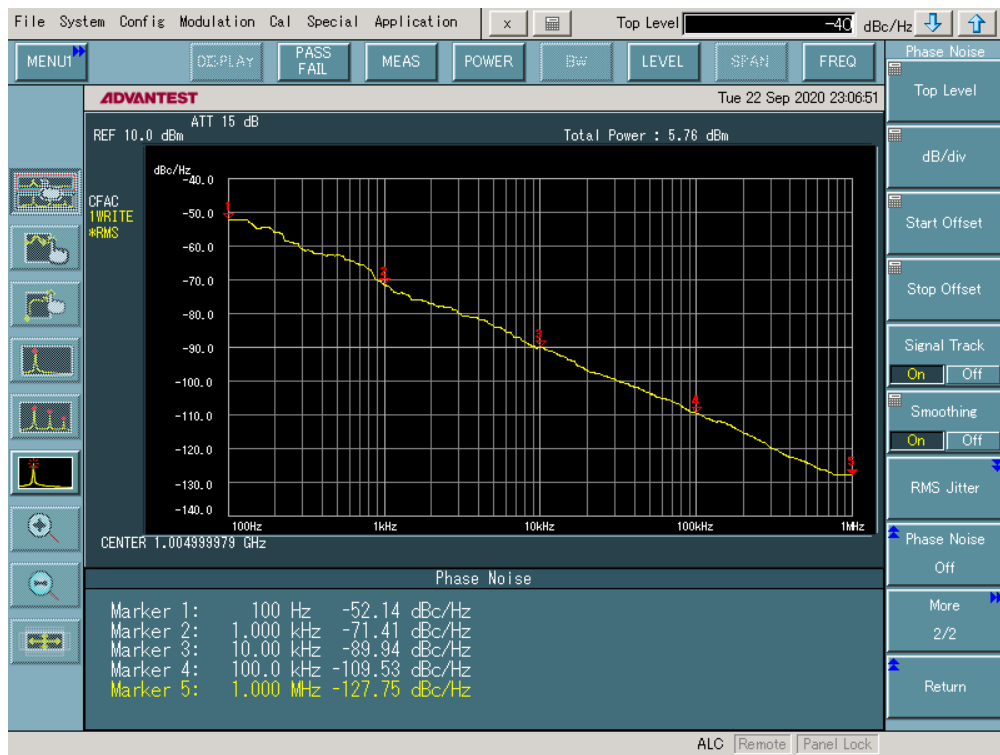 File System Config Modulation Cal Special Application x Top Level -40 dBc/Hz
MENU1 DISPLAY PASS FAIL MEAS POWER BW LEVEL SPAN FREQ
ADVANTEST Tue 22 Sep 2020 23:06:51
ATT 15 dB
REF 10.0 dBm Total Power : 5.76 dBm
dBc/Hz
CFAC
1WRITE
*RMS
-40.0
-50.0
-60.0
-70.0
-80.0
-90.0
-100.0
-110.0
-120.0
-130.0
-140.0
1
2
3
4
5
100Hz 1kHz 10kHz 100kHz 1MHz
CENTER 1.004999979 GHz
Phase Noise
Marker 1: 100 Hz -52.14 dBc/Hz
Marker 2: 1.000 kHz -71.41 dBc/Hz
Marker 3: 10.00 kHz -89.94 dBc/Hz
Marker 4: 100.0 kHz -109.53 dBc/Hz
Marker 5: 1.000 MHz -127.75 dBc/Hz
Phase Noise
Top Level
dB/div
Start Offset
Stop Offset
Signal Track
On Off
Smoothing
On Off
RMS Jitter
Phase Noise
Off
More
2/2
Return
ALC Remote Panel Lock